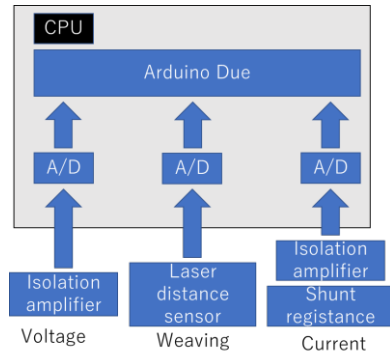 CPU
Arduino Due
A/D
A/D
A/D
Isolation
amplifier
Laser
distance
sensor
Isolation
amplifier
Shunt
registance
Voltage
Weaving
Current